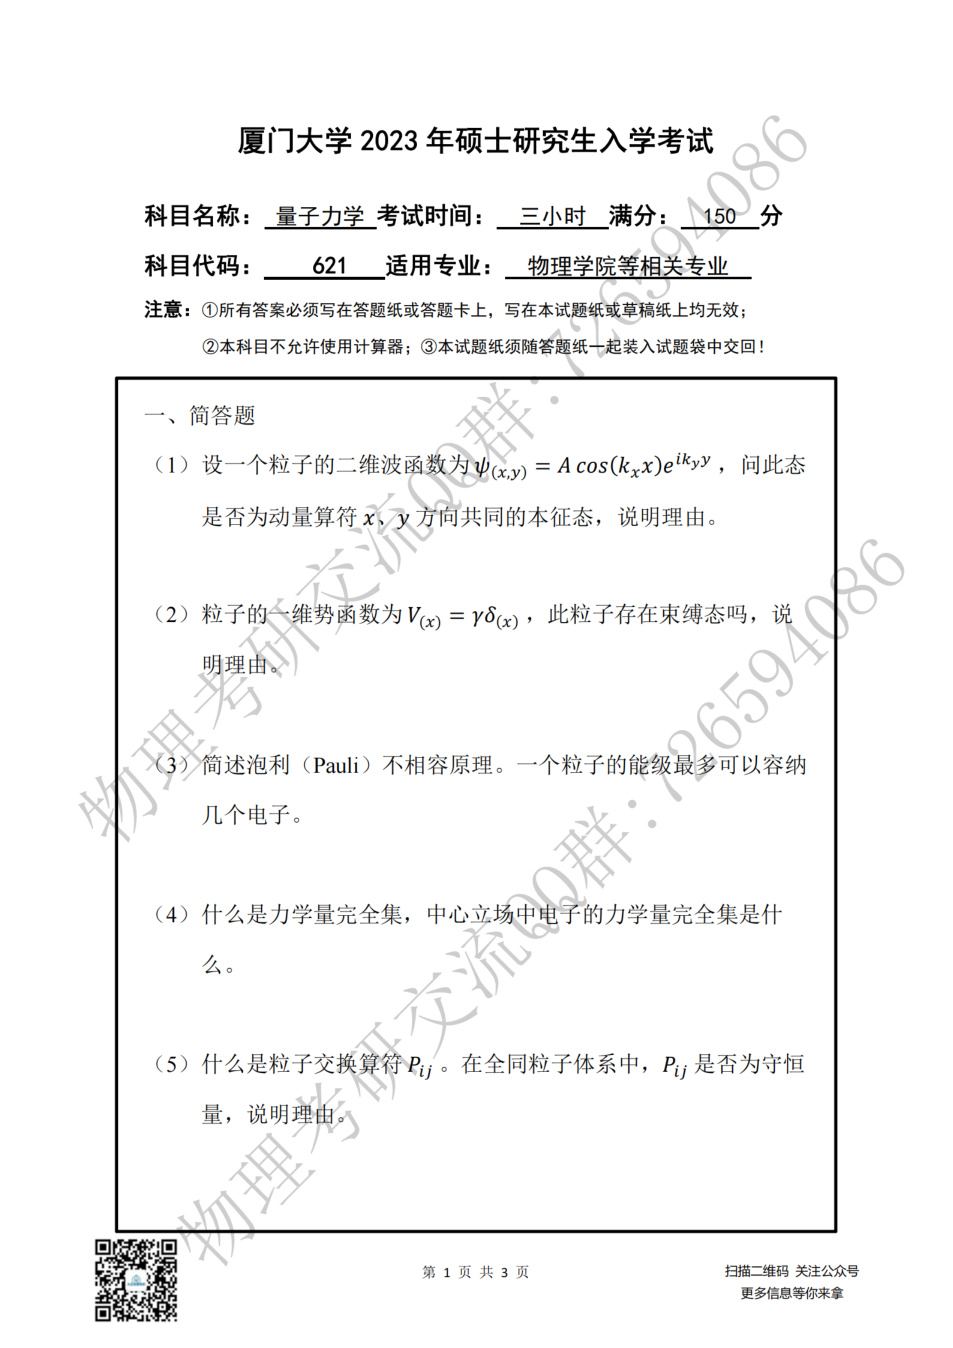 厦门大学 2023 年硕士研究生入学考试
科目名称： 量子力学 考试时间： 三小时 满分： 150 分
科目代码： 621 适用专业： 物理学院等相关专业
注意：①所有答案必须写在答题纸或答题卡上，写在本试题纸或草稿纸上均无效；
②本科目不允许使用计算器；③本试题纸须随答题纸一起装入试题袋中交回！
一、简答题
（1）设一个粒子的二维波函数为 ψ(x,y) = A cos(kₓx)e^{ik_y y} ，问此态
是否为动量算符 x、y 方向共同的本征态，说明理由。
（2）粒子的一维势函数为 V(x) = γδ(x) ，此粒子存在束缚态吗，说
明理由。
（3）简述泡利（Pauli）不相容原理。一个粒子的能级最多可以容纳
几个电子。
（4）什么是力学量完全集，中心立场中电子的力学量完全集是什
么。
（5）什么是粒子交换算符 P_{ij} 。在全同粒子体系中，P_{ij} 是否为守恒
量，说明理由。
物理考研交流QQ群：726594086
物理考研交流QQ群：726594086
第 1 页 共 3 页
扫描二维码 关注公众号
更多信息等你来拿